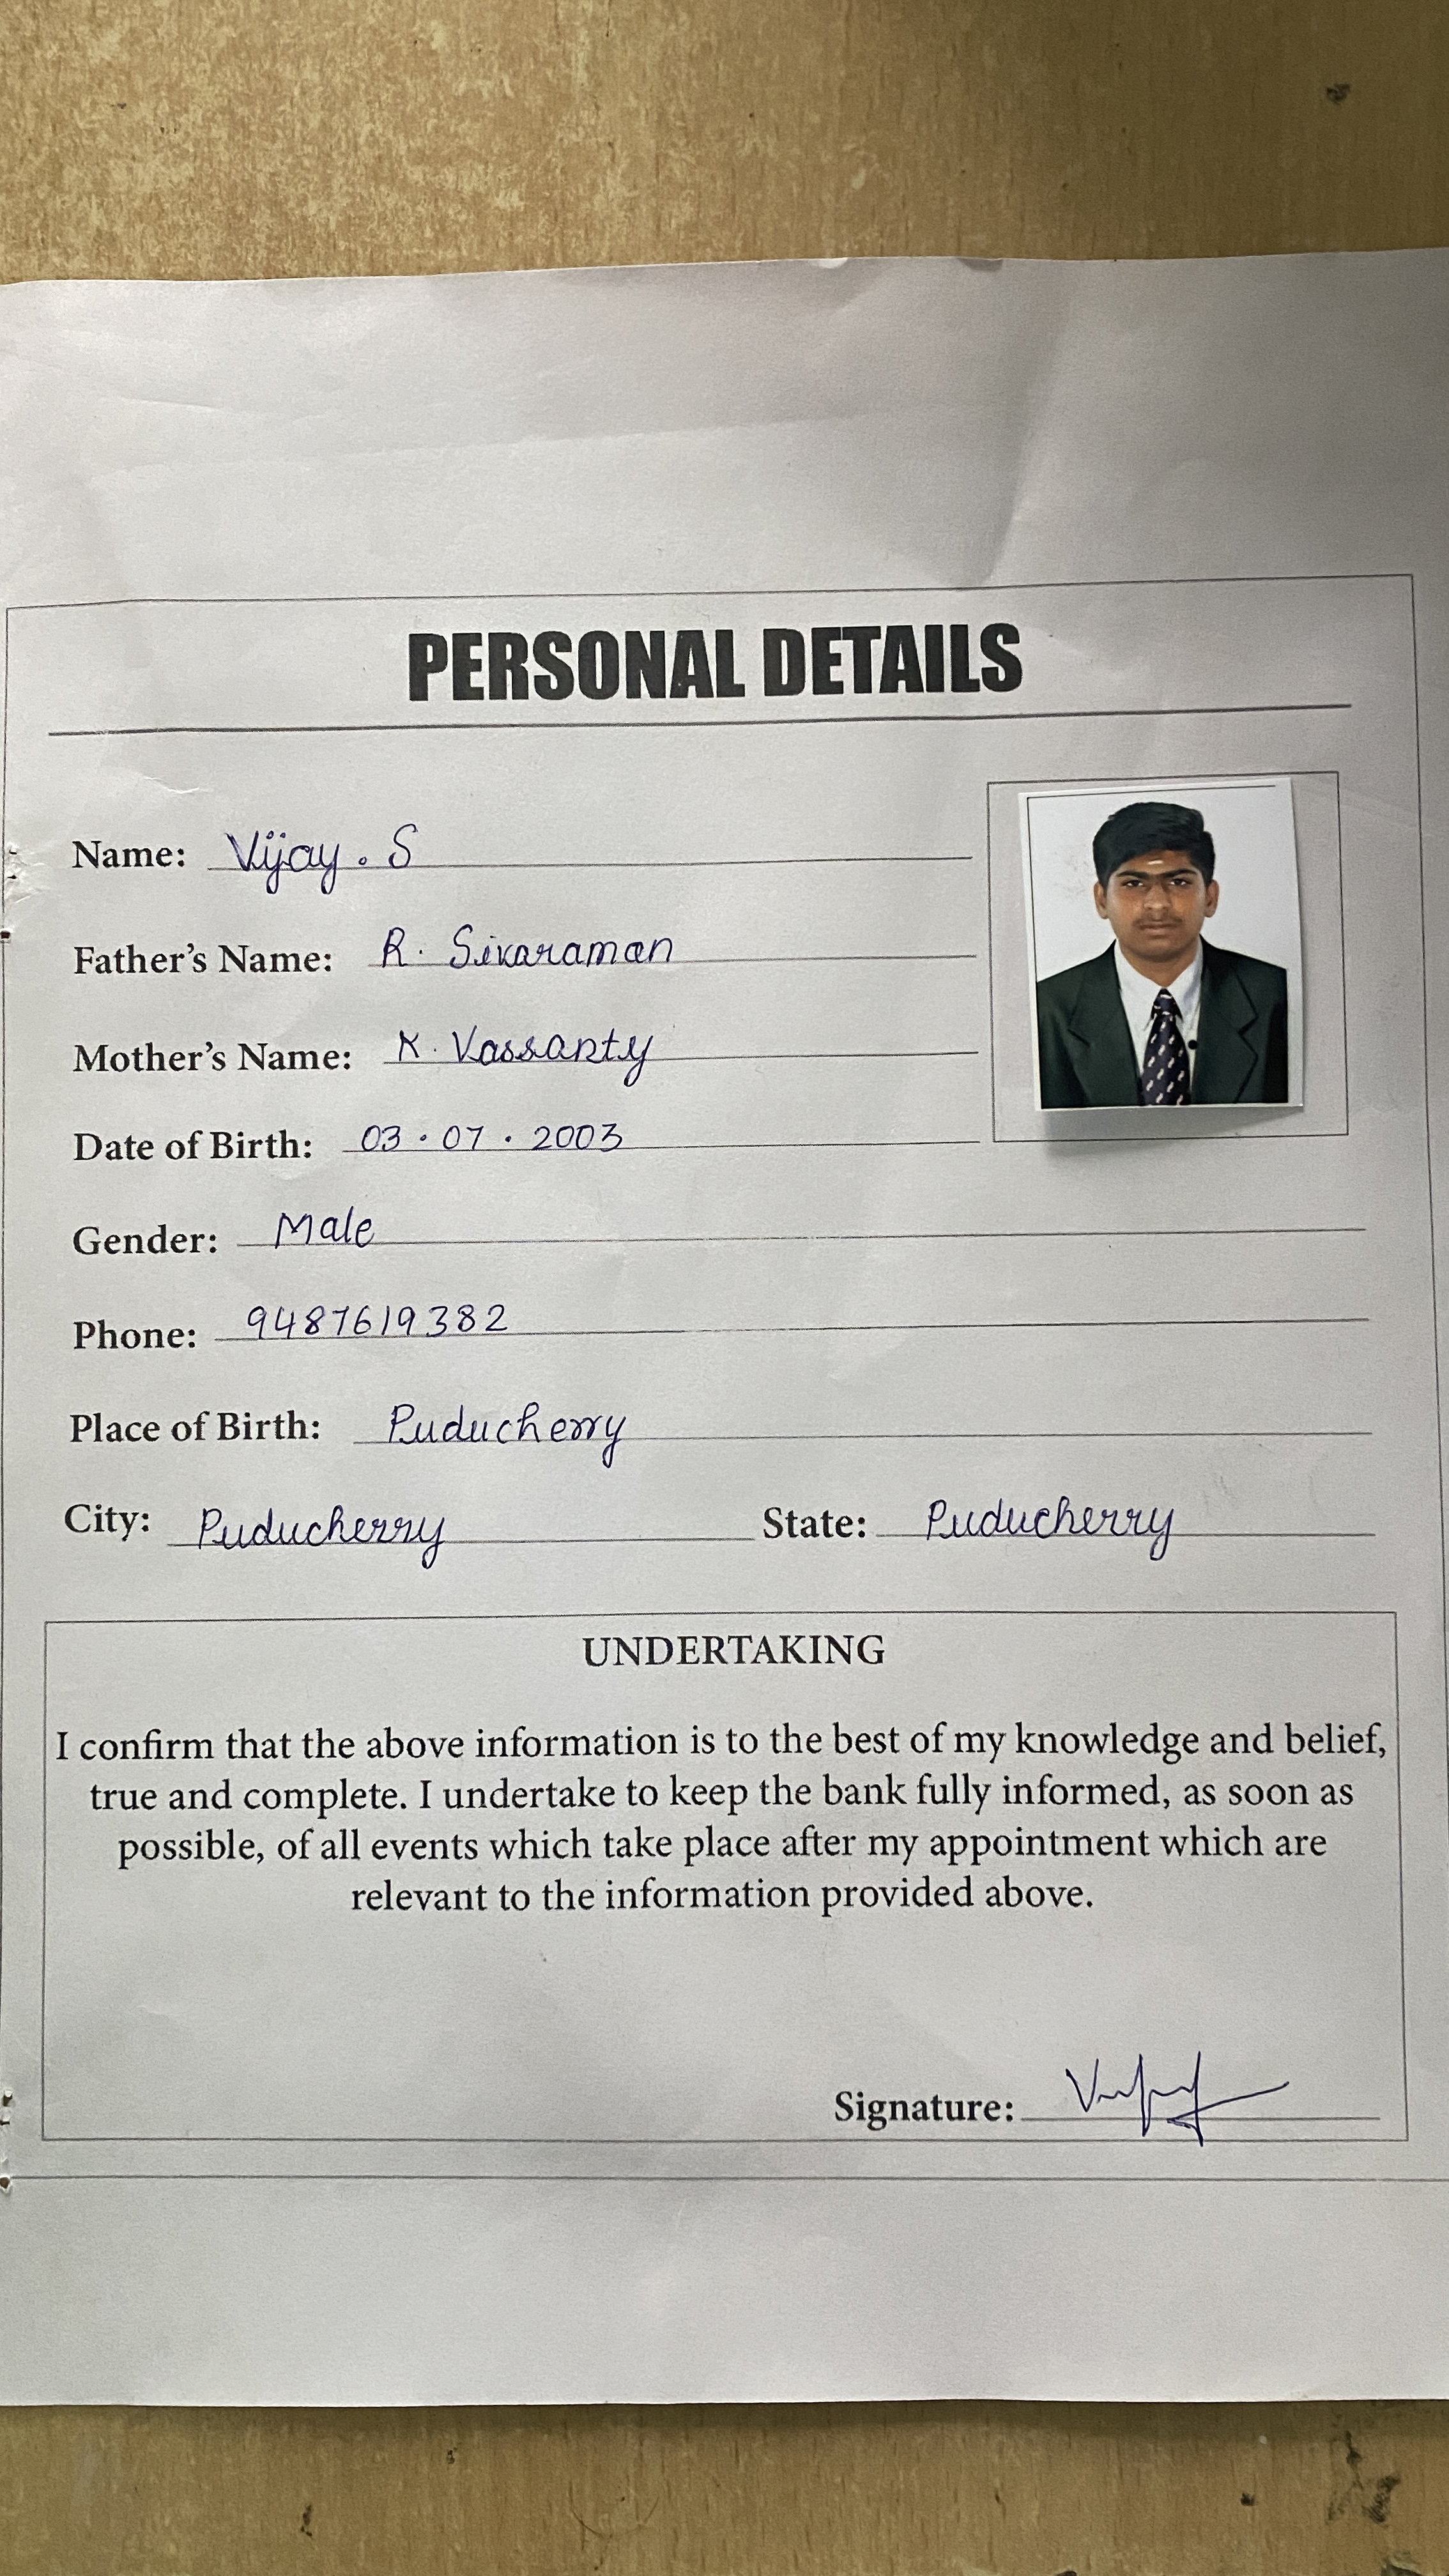 PERSONAL DETAILS
Name: Vijay . S
Father's Name: R. Sivaraman
Mother's Name: K. Vassanty
Date of Birth: 03 . 07 . 2003
Gender: Male
Phone: 9487619382
Place of Birth: Puducherry
City: Puducherry State: Puducherry
UNDERTAKING
I confirm that the above information is to the best of my knowledge and belief,
true and complete. I undertake to keep the bank fully informed, as soon as
possible, of all events which take place after my appointment which are
relevant to the information provided above.
Signature: